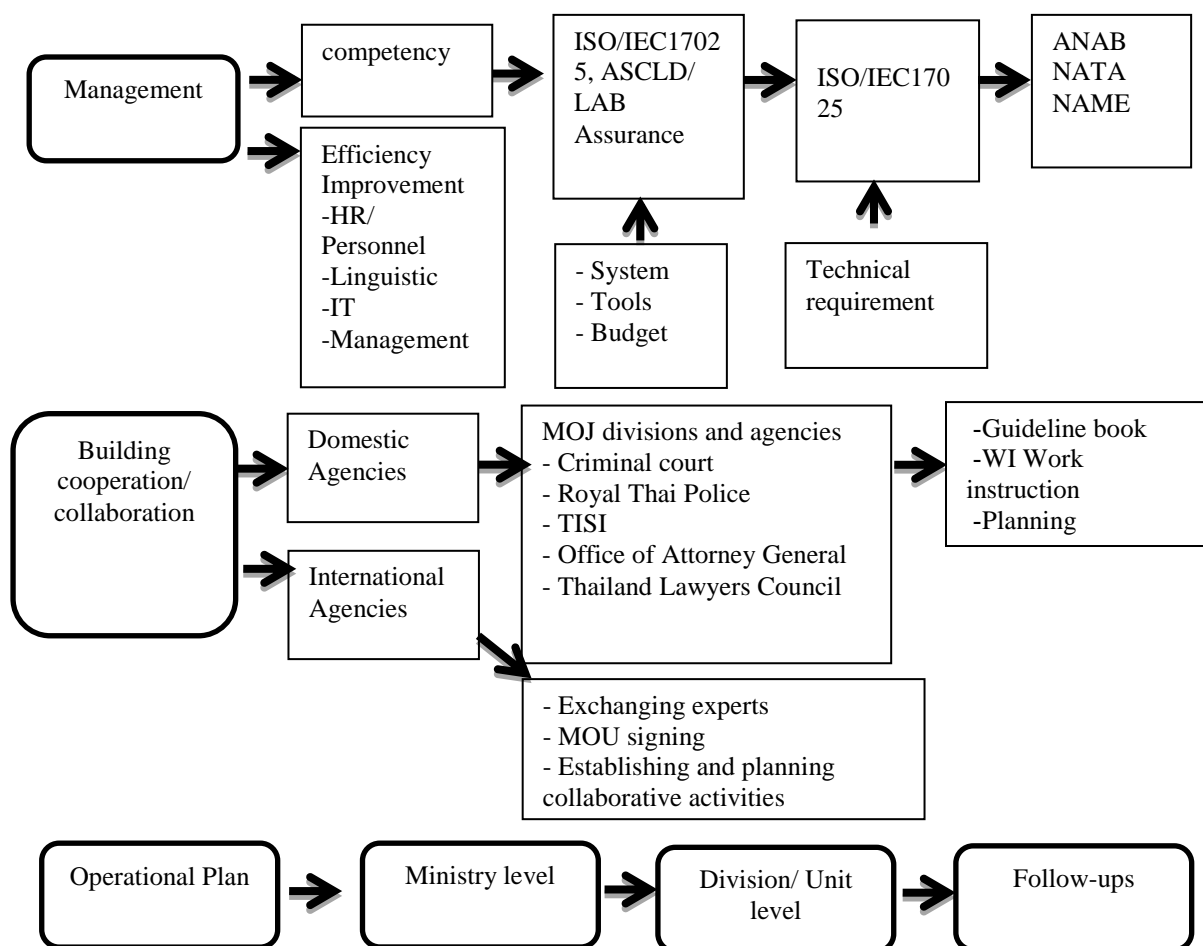 Management
competency
ISO/IEC1702
5, ASCLD/
LAB
Assurance
ISO/IEC170
25
ANAB
NATA
NAME
Efficiency
Improvement
-HR/
Personnel
-Linguistic
-IT
-Management
- System
- Tools
- Budget
Technical
requirement
Building
cooperation/
collaboration
Domestic
Agencies
MOJ divisions and agencies
- Criminal court
- Royal Thai Police
- TISI
- Office of Attorney General
- Thailand Lawyers Council
-Guideline book
-WI Work
instruction
-Planning
International
Agencies
- Exchanging experts
- MOU signing
- Establishing and planning
collaborative activities
Operational Plan
Ministry level
Division/ Unit
level
Follow-ups